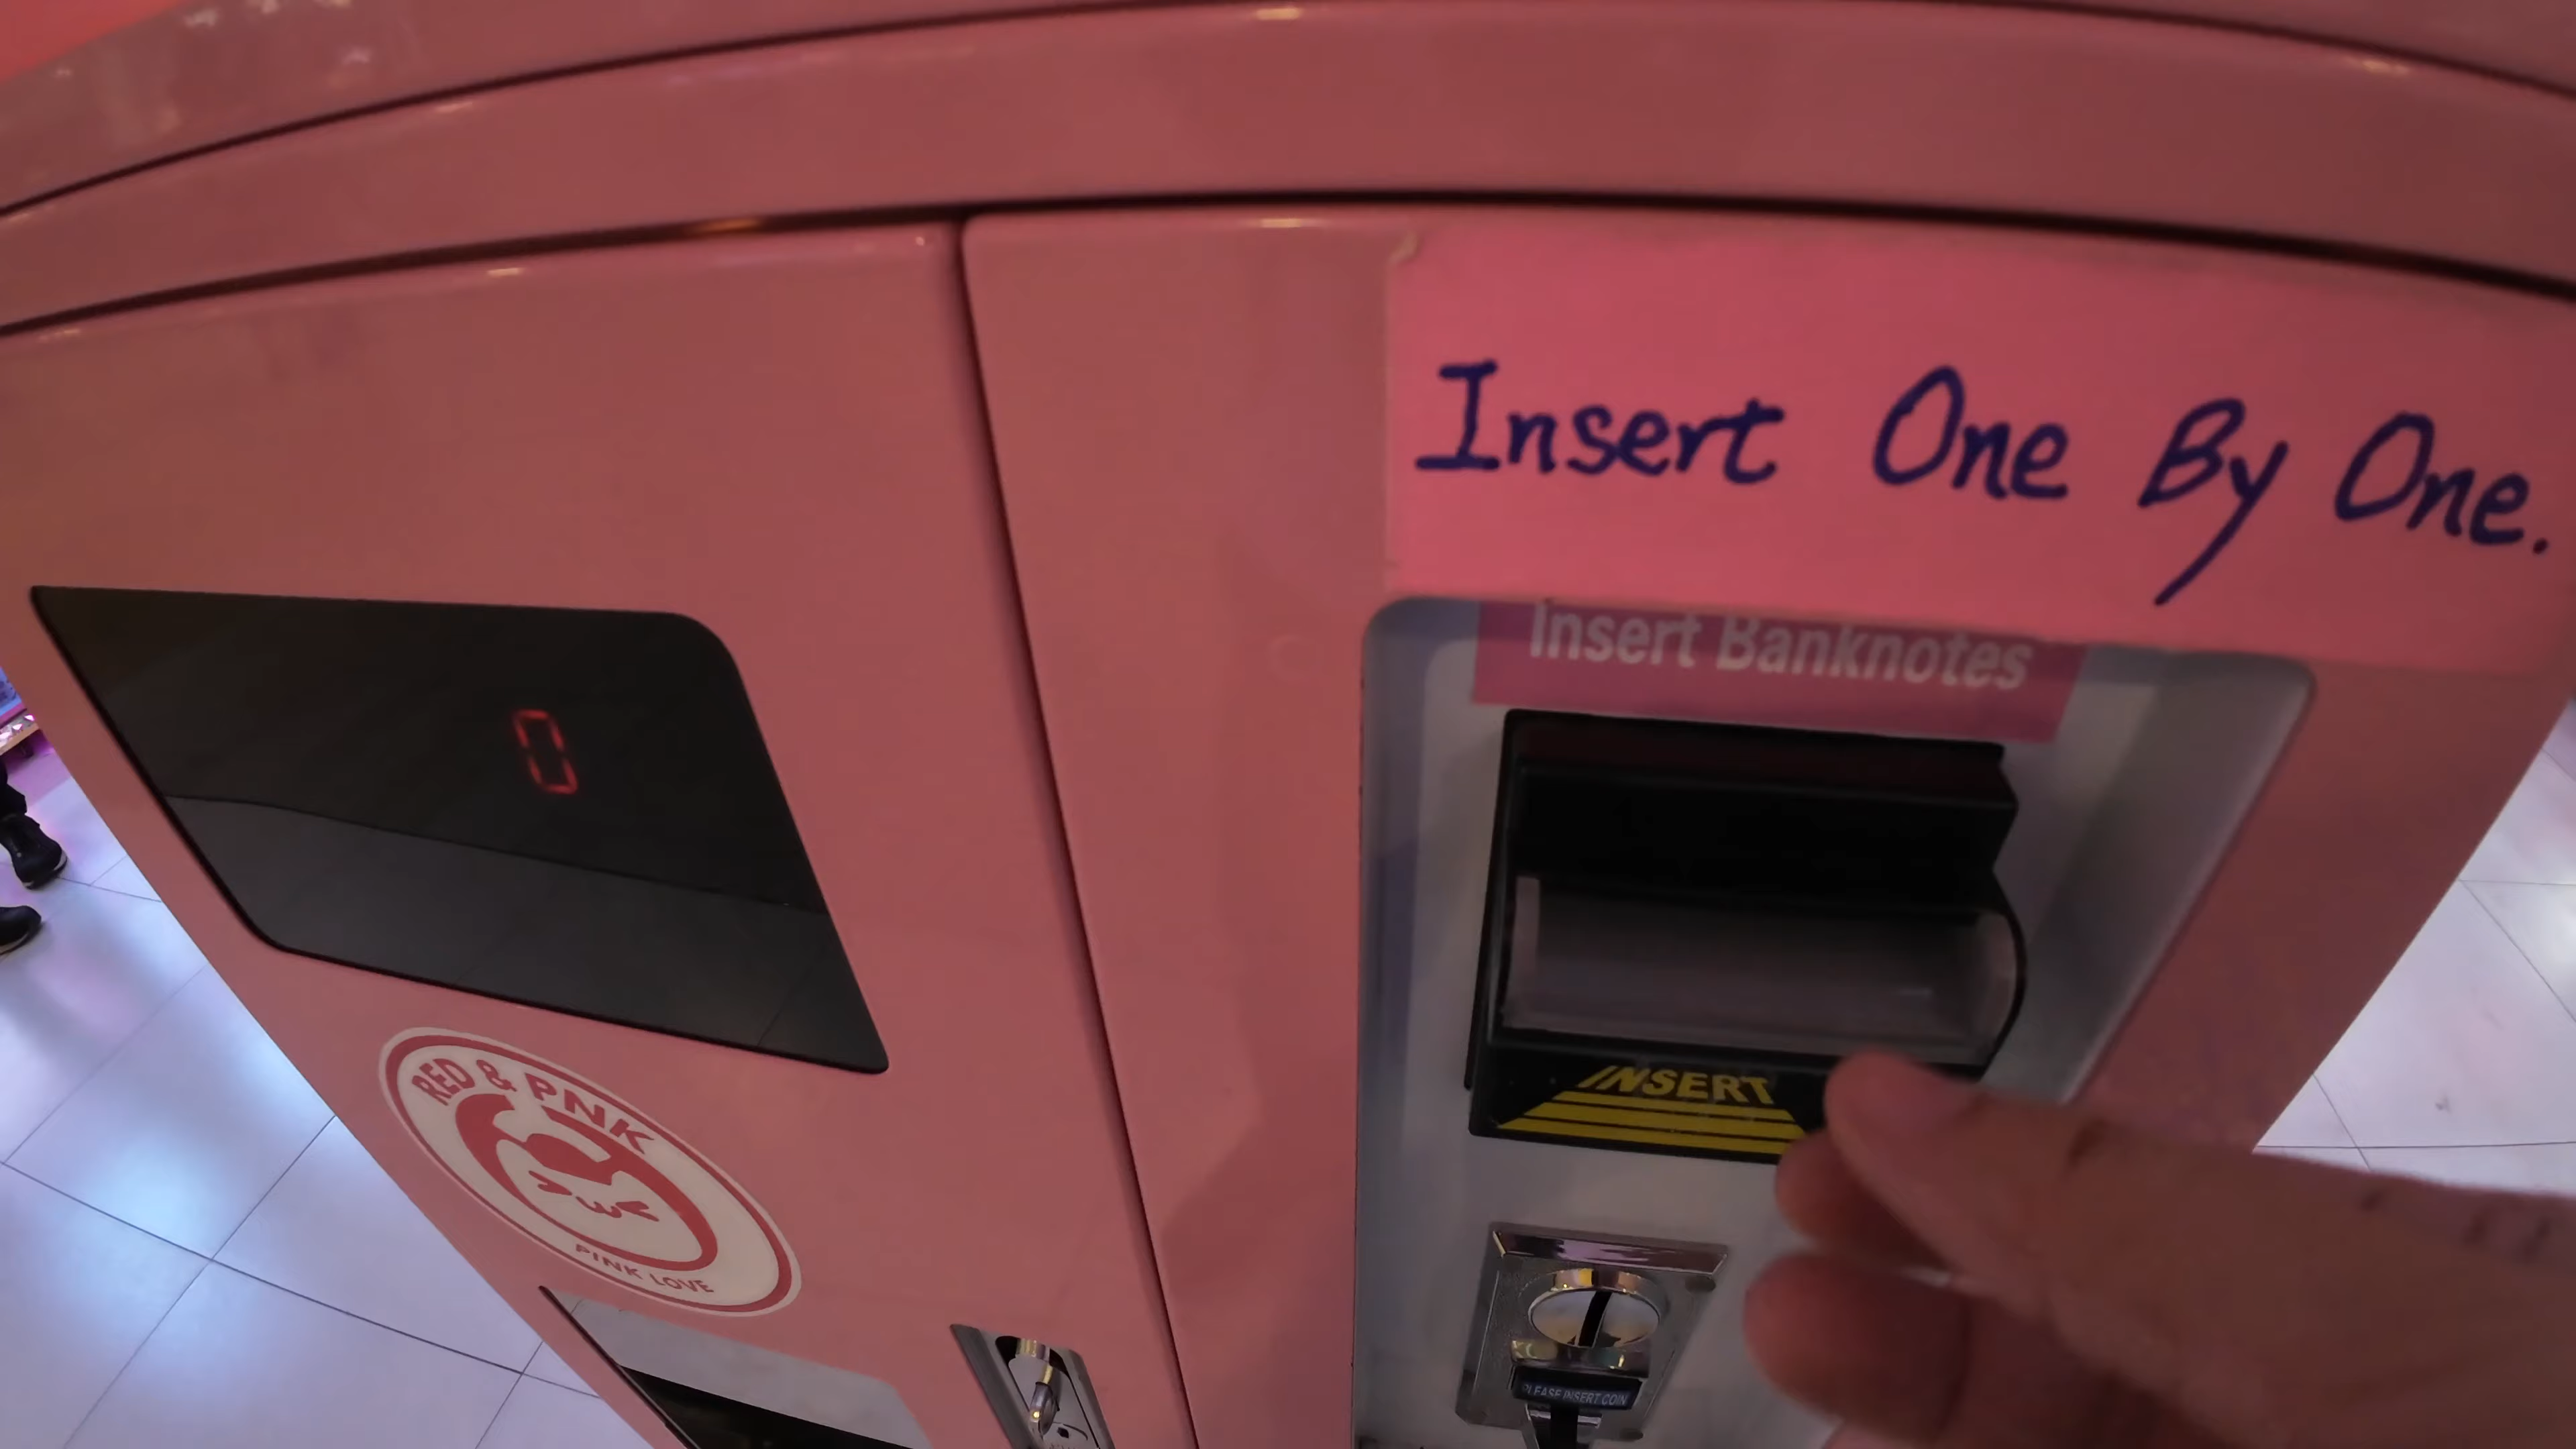 Insert One By One.
Insert Banknotes
0
INSERT
RED & PNK
PINK LOVE
PLEASE INSERT COIN